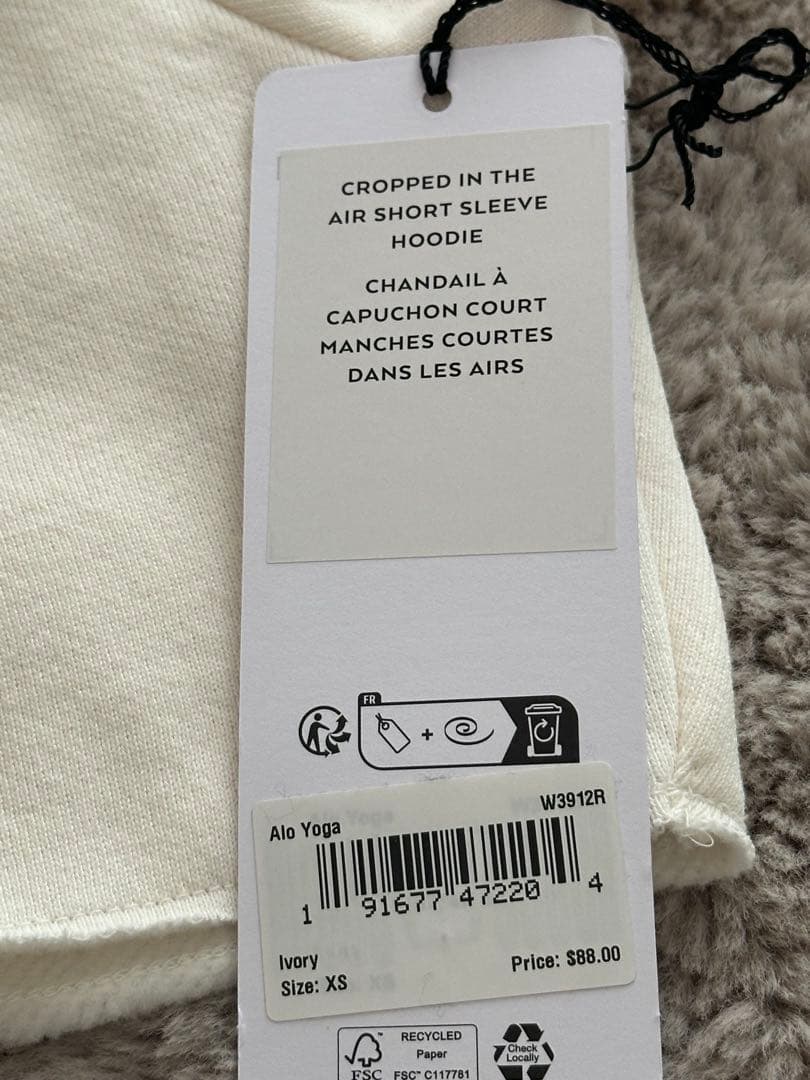 CROPPED IN THE
AIR SHORT SLEEVE
HOODIE
CHANDAIL À
CAPUCHON COURT
MANCHES COURTES
DANS LES AIRS
FR
+
Alo Yoga
W3912R
1 91677 47220 4
Ivory
Price: $88.00
Size: XS
RECYCLED
Paper
FSC
FSC™ C117781
Check
Locally